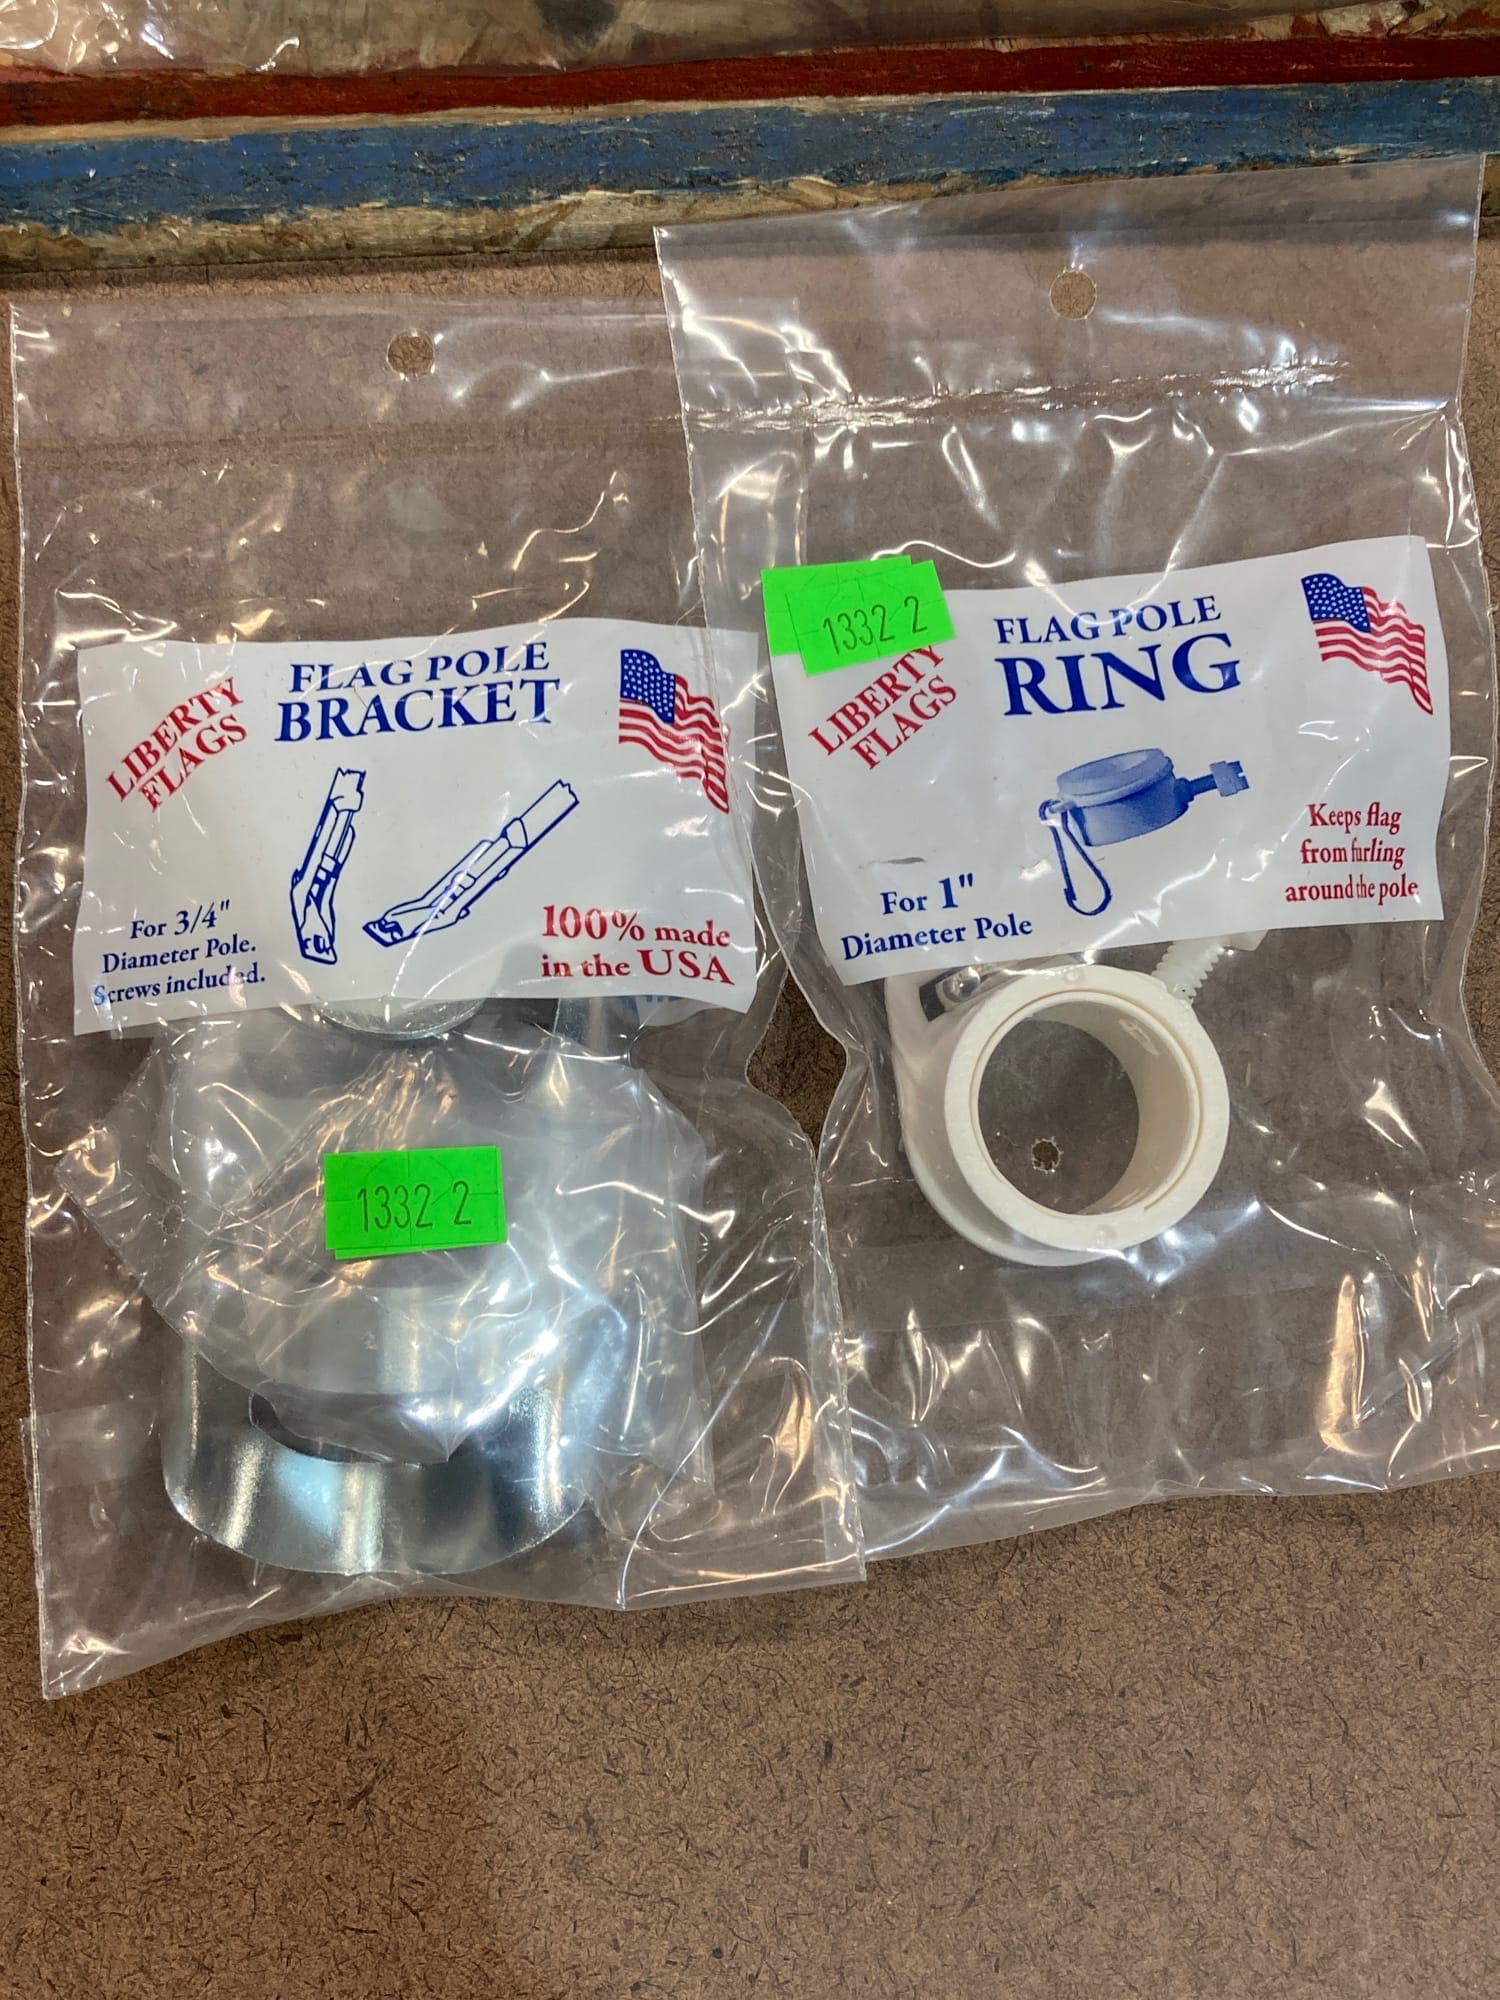 LIBERTY
FLAGS
FLAG POLE
BRACKET
For 3/4"
Diameter Pole.
Screws included.
100% made
in the USA
1332 2
1332 2
LIBERTY
FLAGS
FLAG POLE
RING
For 1"
Diameter Pole
Keeps flag
from furling
around the pole